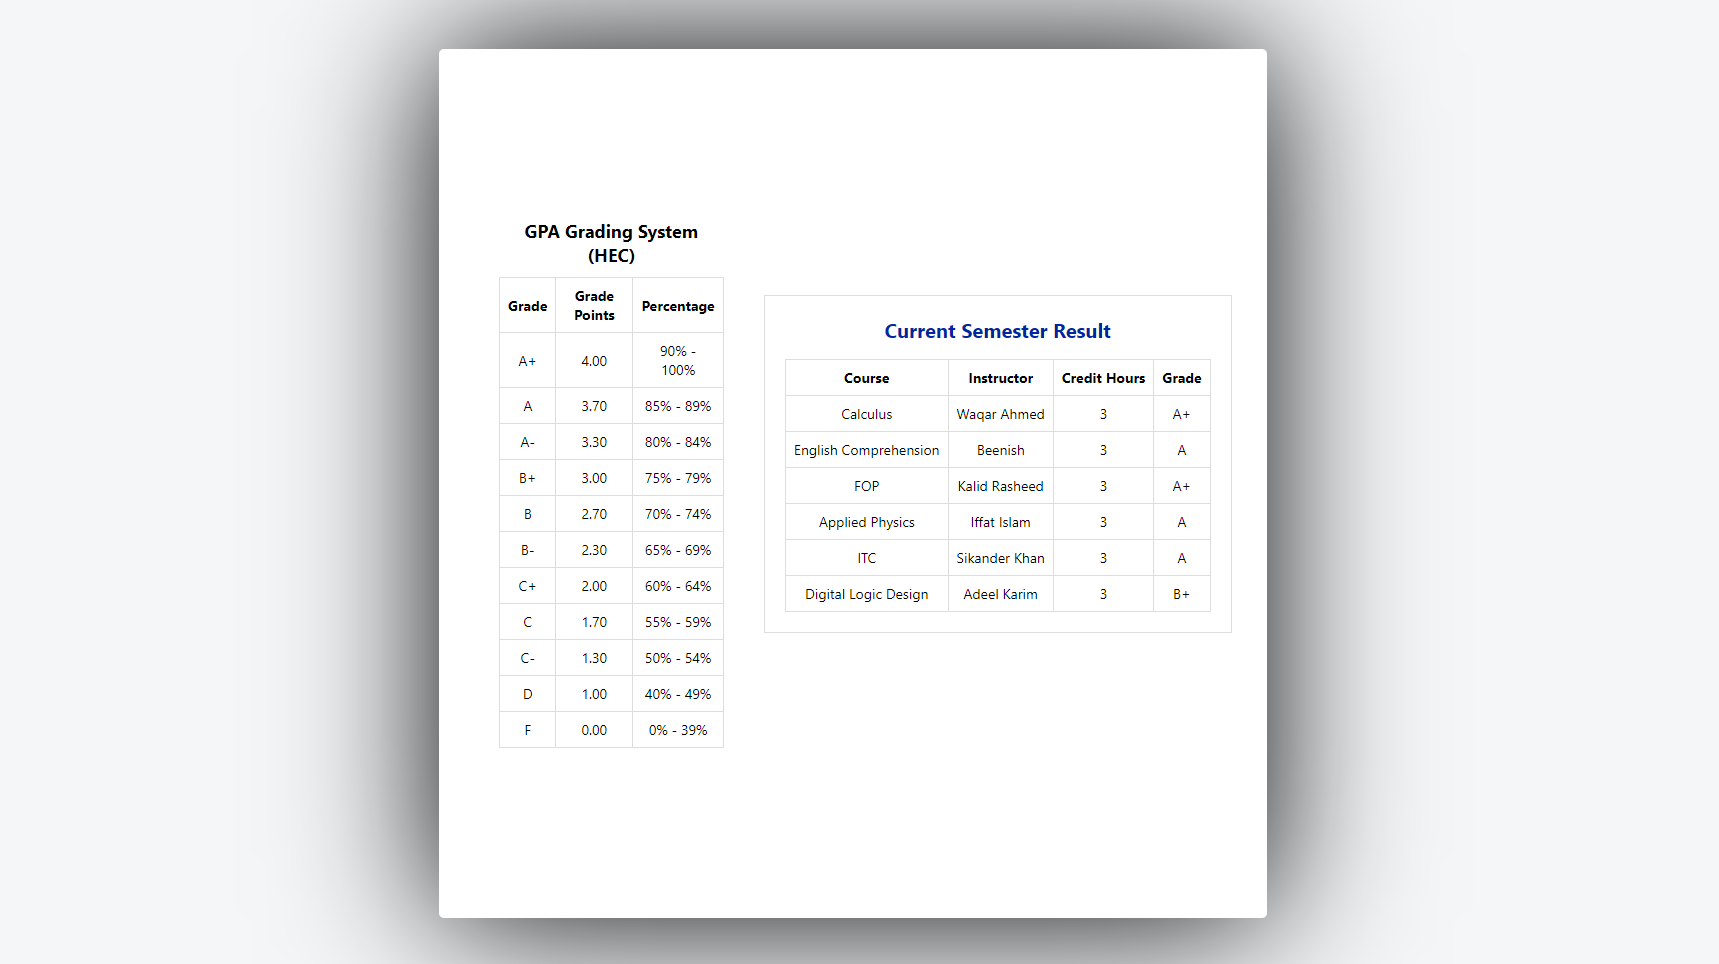 GPA Grading System
(HEC)
Grade Grade Points Percentage
A+ 4.00 90% - 100%
A 3.70 85% - 89%
A- 3.30 80% - 84%
B+ 3.00 75% - 79%
B 2.70 70% - 74%
B- 2.30 65% - 69%
C+ 2.00 60% - 64%
C 1.70 55% - 59%
C- 1.30 50% - 54%
D 1.00 40% - 49%
F 0.00 0% - 39%
Current Semester Result
Course Instructor Credit Hours Grade
Calculus Waqar Ahmed 3 A+
English Comprehension Beenish 3 A
FOP Kalid Rasheed 3 A+
Applied Physics Iffat Islam 3 A
ITC Sikander Khan 3 A
Digital Logic Design Adeel Karim 3 B+